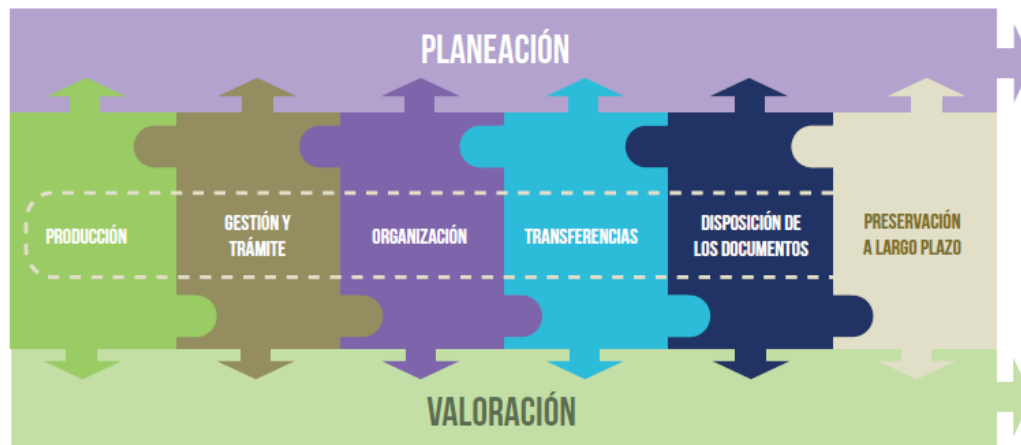 PLANEACIÓN
PRODUCCIÓN
GESTIÓN Y
TRÁMITE
ORGANIZACIÓN
TRANSFERENCIAS
DISPOSICIÓN DE
LOS DOCUMENTOS
PRESERVACIÓN
A LARGO PLAZO
VALORACIÓN